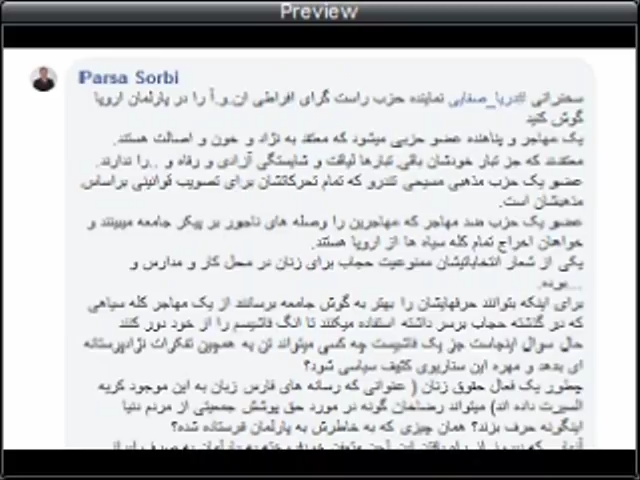 Preview
Parsa Sorbi
سخنرانی #دریا_صفایی نماینده حزب راست گرای افراطی ان.و.آ را در پارلمان اروپا
گوش کنید
یک مهاجر و پناهنده عضو حزبی میشود که معتقد به نژاد و خون و اصالت هستند.
معتقدند که جز تبار خودشان باقی تبارها لیاقت و شایستگی آزادی و رفاه و ..را ندارند.
عضو یک حزب مذهبی مسیحی تندرو که تمام تحرکاتشان برای تصویب قوانینی براساس
مذهبشان است.
عضو یک حزب ضد مهاجر که مهاجرین را وصله های ناجور بر پیکر جامعه میبینند و
خواهان اخراج تمام کله سیاه ها از اروپا هستند.
یکی از شعار انتخاباتیشان ممنوعیت حجاب برای زنان در محل کار و مدارس و
...بوده.
برای اینکه بتوانند حرفهایشان را بهتر به گوش جامعه برسانند از یک مهاجر کله سیاهی
که در گذشته حجاب برسر داشته استفاده میکنند تا انگ فاشیسم را از خود دور کنند
حال سوال اینجاست جز یک فاشیست چه کسی میتواند تن به همچین تفکرات نژادپرستانه
ای بدهد و مهره این سناریوی کثیف سیاسی شود؟
چطور یک فعال حقوق زنان ( عنوانی که رسانه های فارس زبان به این موجود کریه
السیرت داده اند) میتواند رضاخان گونه در مورد حق پوشش جمعیتی از مردم دنیا
اینگونه حرف بزند؟ همان چیزی که به خاطرش به پارلمان فرستاده شده؟